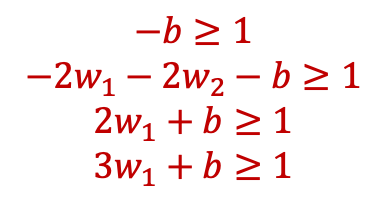 −b ≥ 1
−2w₁ − 2w₂ − b ≥ 1
2w₁ + b ≥ 1
3w₁ + b ≥ 1